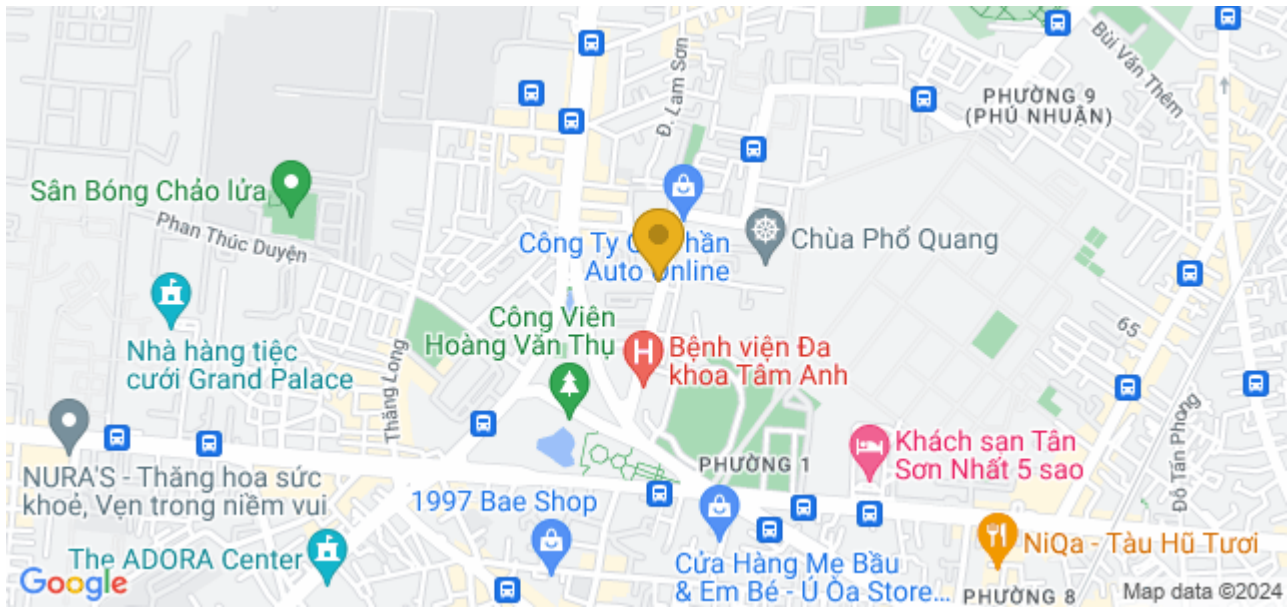 Đ. Lam Sơn
Bùi Văn Thêm
PHƯỜNG 9
(PHÚ NHUẬN)
Sân Bóng Chảo lửa
Phan Thúc Duyện
Công Ty Cổ Phần
Auto Online
Chùa Phổ Quang
Công Viên
Hoàng Văn Thụ
65
Nhà hàng tiệc
cưới Grand Palace
Thăng Long
Bệnh viện Đa
khoa Tâm Anh
Đỗ Tấn Phong
Khách sạn Tân
Sơn Nhất 5 sao
PHƯỜNG 1
NURA'S - Thăng hoa sức
khoẻ, Vẹn trong niềm vui
1997 Bae Shop
The ADORA Center
Cửa Hàng Mẹ Bầu
& Em Bé - Ú Òa Store...
NiQa - Tàu Hũ Tươi
Google
PHƯỜNG 8
Map data ©2024